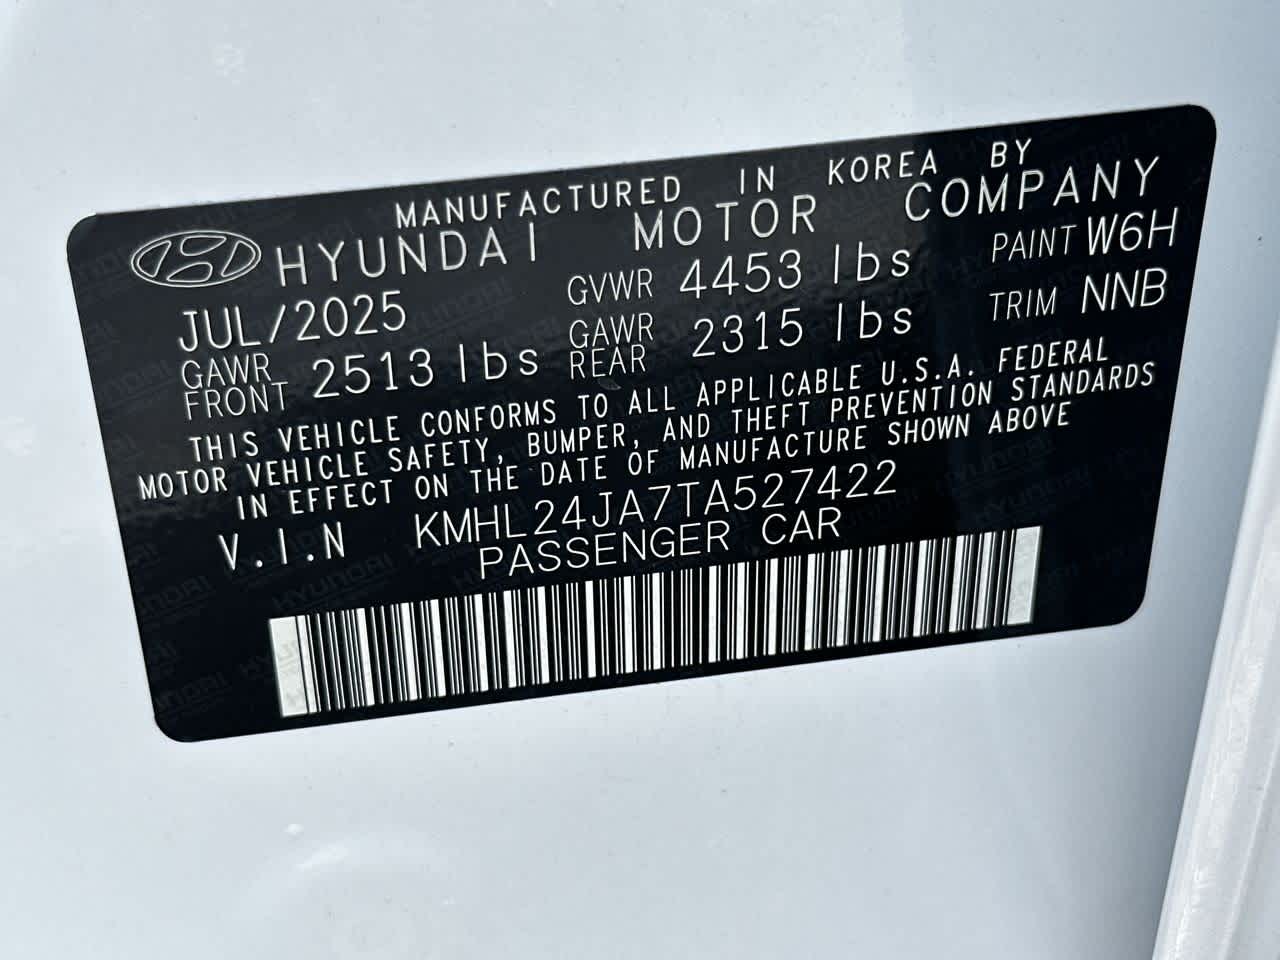 MANUFACTURED IN KOREA BY
HYUNDAI MOTOR COMPANY
JUL/2025 GVWR 4453 lbs PAINT W6H
GAWR FRONT 2513 lbs GAWR REAR 2315 lbs TRIM NNB
THIS VEHICLE CONFORMS TO ALL APPLICABLE U.S.A. FEDERAL
MOTOR VEHICLE SAFETY, BUMPER, AND THEFT PREVENTION STANDARDS
IN EFFECT ON THE DATE OF MANUFACTURE SHOWN ABOVE
V.I.N KMHL24JA7TA527422
PASSENGER CAR